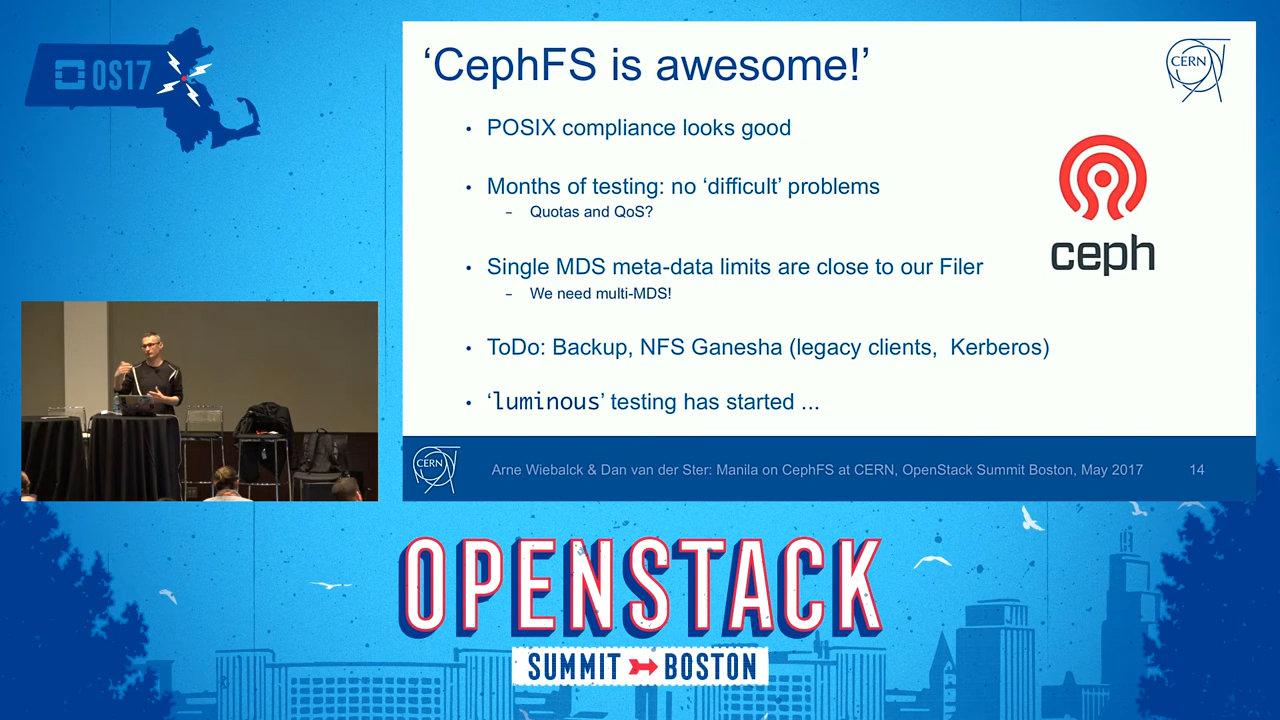 OS17
‘CephFS is awesome!’
CERN
• POSIX compliance looks good
• Months of testing: no ‘difficult’ problems
– Quotas and QoS?
ceph
• Single MDS meta-data limits are close to our Filer
– We need multi-MDS!
• ToDo: Backup, NFS Ganesha (legacy clients, Kerberos)
• ‘luminous’ testing has started ...
CERN
Arne Wiebalck & Dan van der Ster: Manila on CephFS at CERN, OpenStack Summit Boston, May 2017
14
OPENSTACK
SUMMIT BOSTON